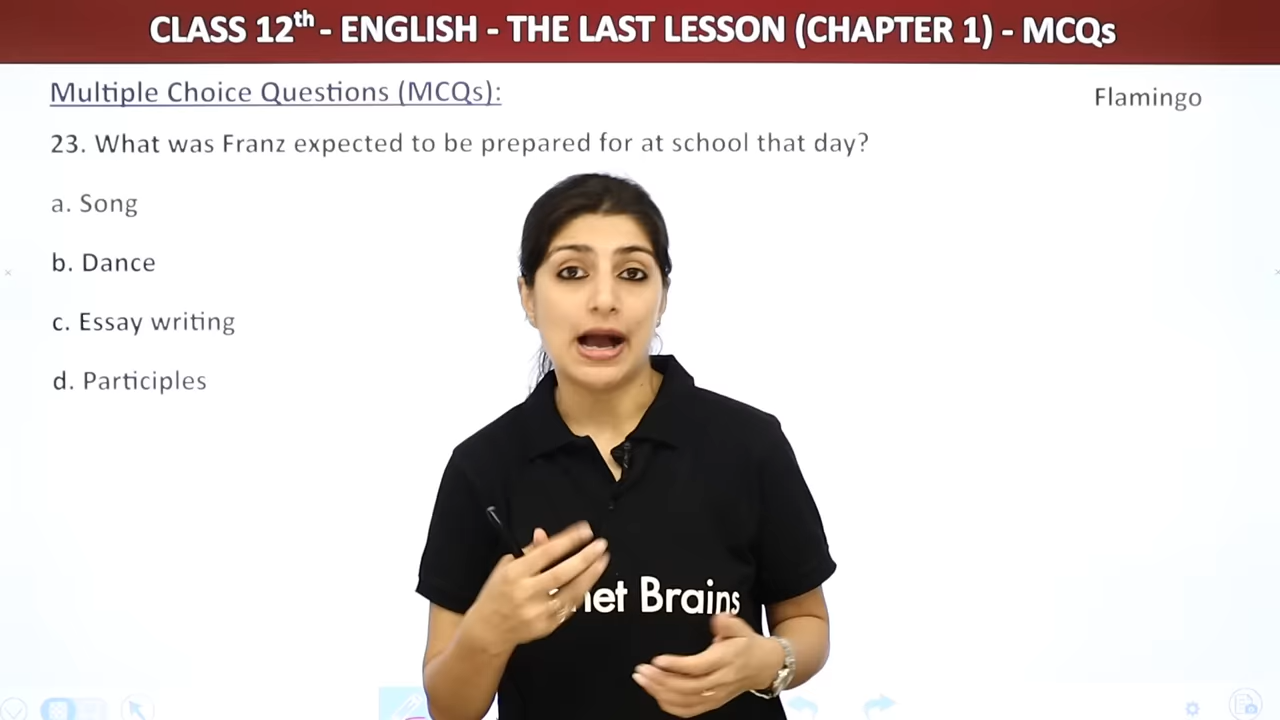 CLASS 12th - ENGLISH - THE LAST LESSON (CHAPTER 1) - MCQs
Multiple Choice Questions (MCQs):
Flamingo
23. What was Franz expected to be prepared for at school that day?
a. Song
b. Dance
c. Essay writing
d. Participles
net Brains